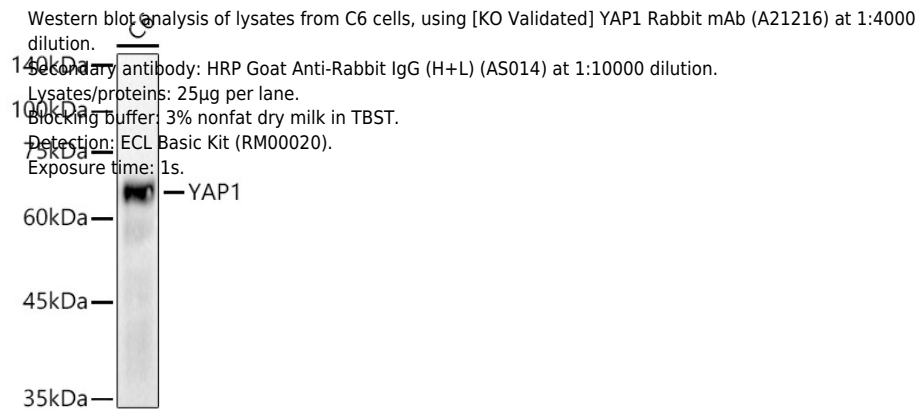 Western blot analysis of lysates from C6 cells, using [KO Validated] YAP1 Rabbit mAb (A21216) at 1:4000
dilution.
C6
140kDa
Secondary antibody: HRP Goat Anti-Rabbit IgG (H+L) (AS014) at 1:10000 dilution.
Lysates/proteins: 25μg per lane.
100kDa
Blocking buffer: 3% nonfat dry milk in TBST.
Detection: ECL Basic Kit (RM00020).
75kDa
Exposure time: 1s.
YAP1
60kDa
45kDa
35kDa